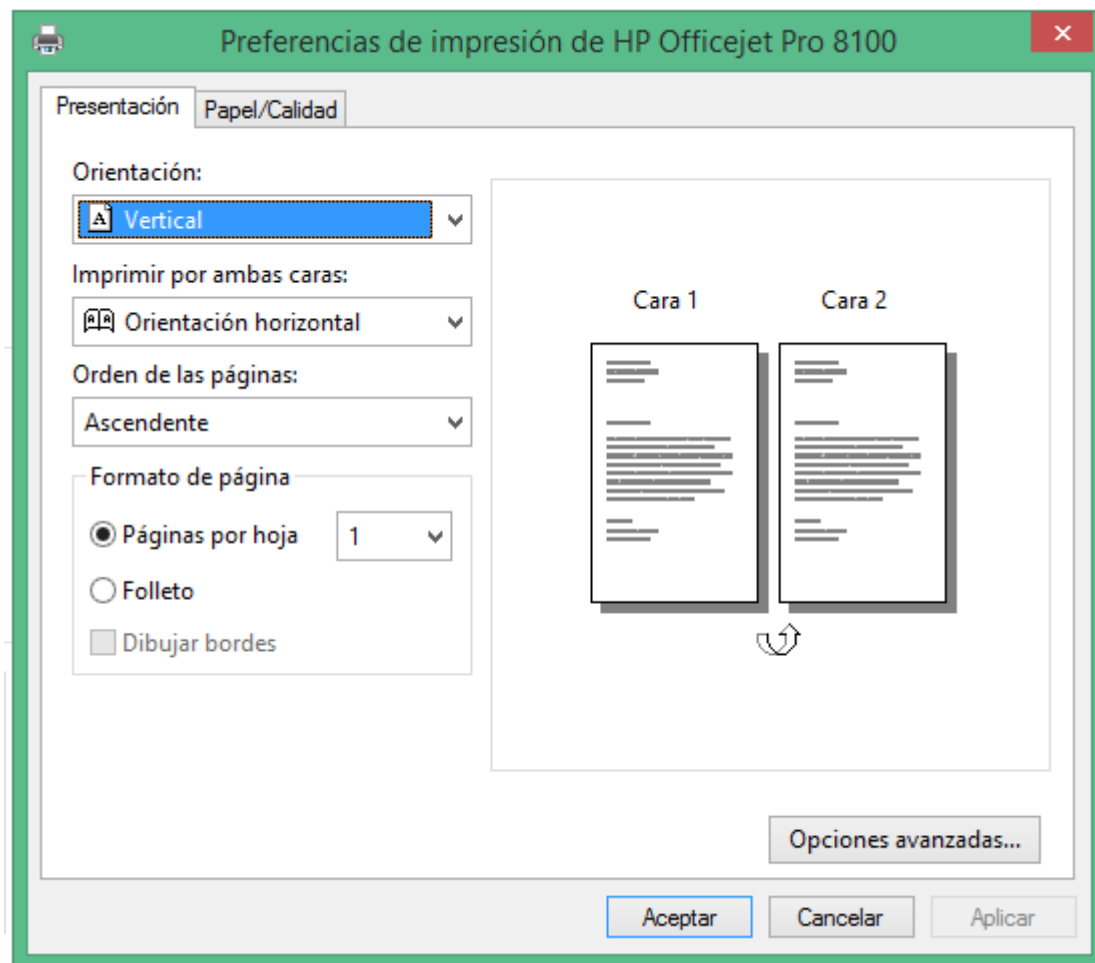 Preferencias de impresión de HP Officejet Pro 8100
Presentación
Papel/Calidad
Orientación:
A Vertical
Imprimir por ambas caras:
Orientación horizontal
Orden de las páginas:
Ascendente
Formato de página
Páginas por hoja 1
Folleto
Dibujar bordes
Cara 1 Cara 2
Opciones avanzadas...
Aceptar Cancelar Aplicar